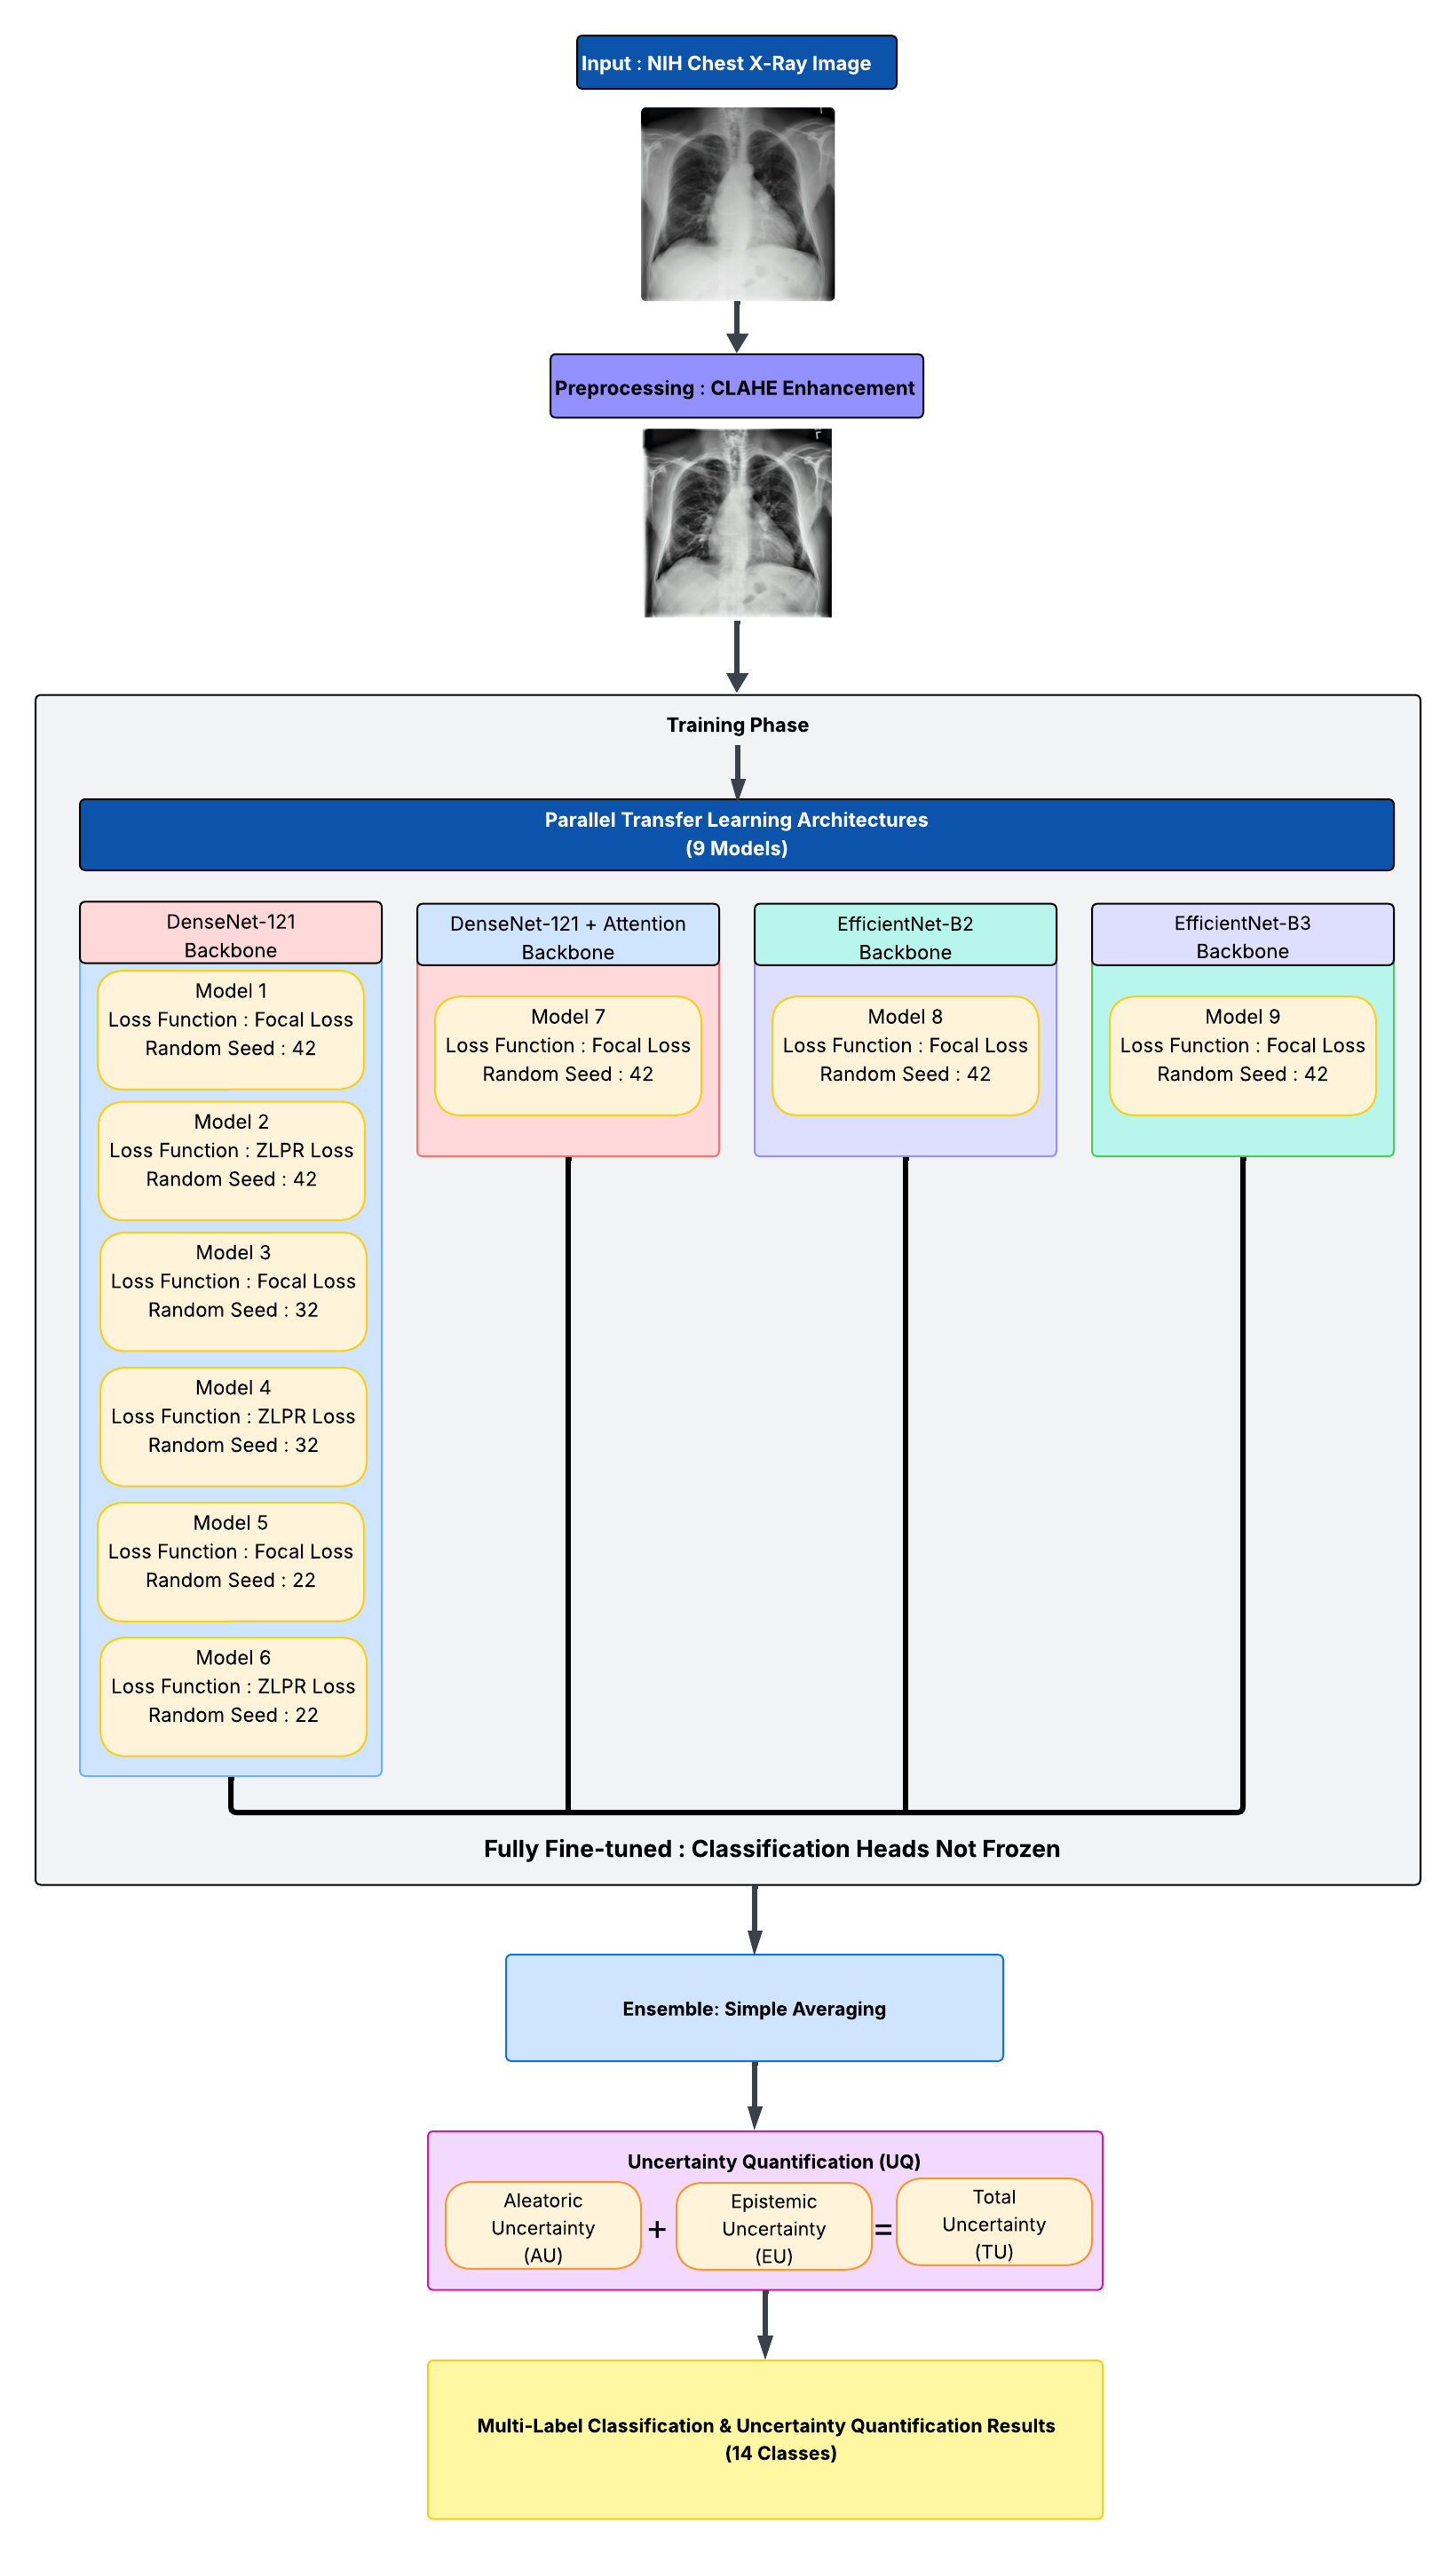 Input : NIH Chest X-Ray Image
Preprocessing : CLAHE Enhancement
Training Phase
Parallel Transfer Learning Architectures
(9 Models)
DenseNet-121
Backbone
Model 1
Loss Function : Focal Loss
Random Seed : 42
Model 2
Loss Function : ZLPR Loss
Random Seed : 42
Model 3
Loss Function : Focal Loss
Random Seed : 32
Model 4
Loss Function : ZLPR Loss
Random Seed : 32
Model 5
Loss Function : Focal Loss
Random Seed : 22
Model 6
Loss Function : ZLPR Loss
Random Seed : 22
DenseNet-121 + Attention
Backbone
Model 7
Loss Function : Focal Loss
Random Seed : 42
EfficientNet-B2
Backbone
Model 8
Loss Function : Focal Loss
Random Seed : 42
EfficientNet-B3
Backbone
Model 9
Loss Function : Focal Loss
Random Seed : 42
Fully Fine-tuned : Classification Heads Not Frozen
Ensemble: Simple Averaging
Uncertainty Quantification (UQ)
Aleatoric
Uncertainty
(AU)
+
Epistemic
Uncertainty
(EU)
=
Total
Uncertainty
(TU)
Multi-Label Classification & Uncertainty Quantification Results
(14 Classes)